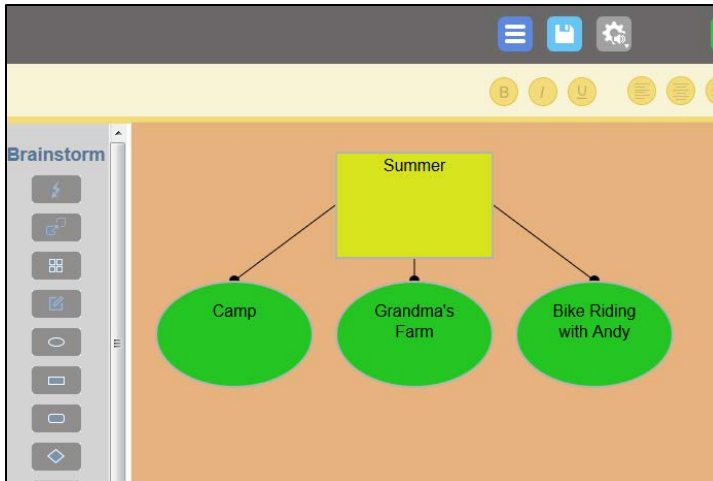 B I U
Brainstorm
Summer
Camp
Grandma's
Farm
Bike Riding
with Andy